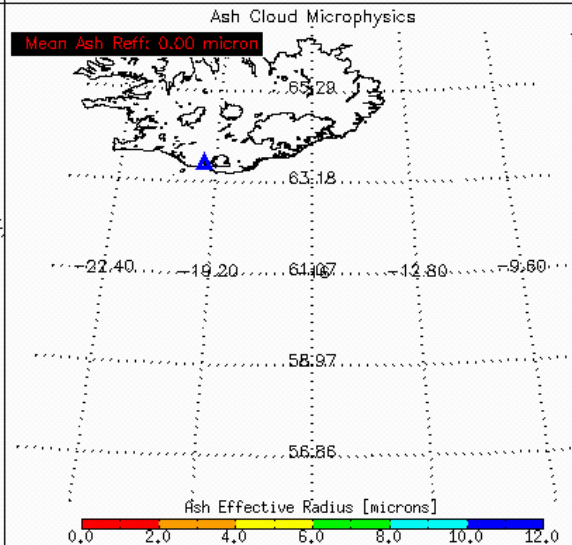 Ash Cloud Microphysics
Mean Ash Reff: 0.00 micron
65.29
63.18
-22.40 -19.20 61.07 -16 -12.80 -9.60
58.97
56.86
Ash Effective Radius [microns]
0.0 2.0 4.0 6.0 8.0 10.0 12.0